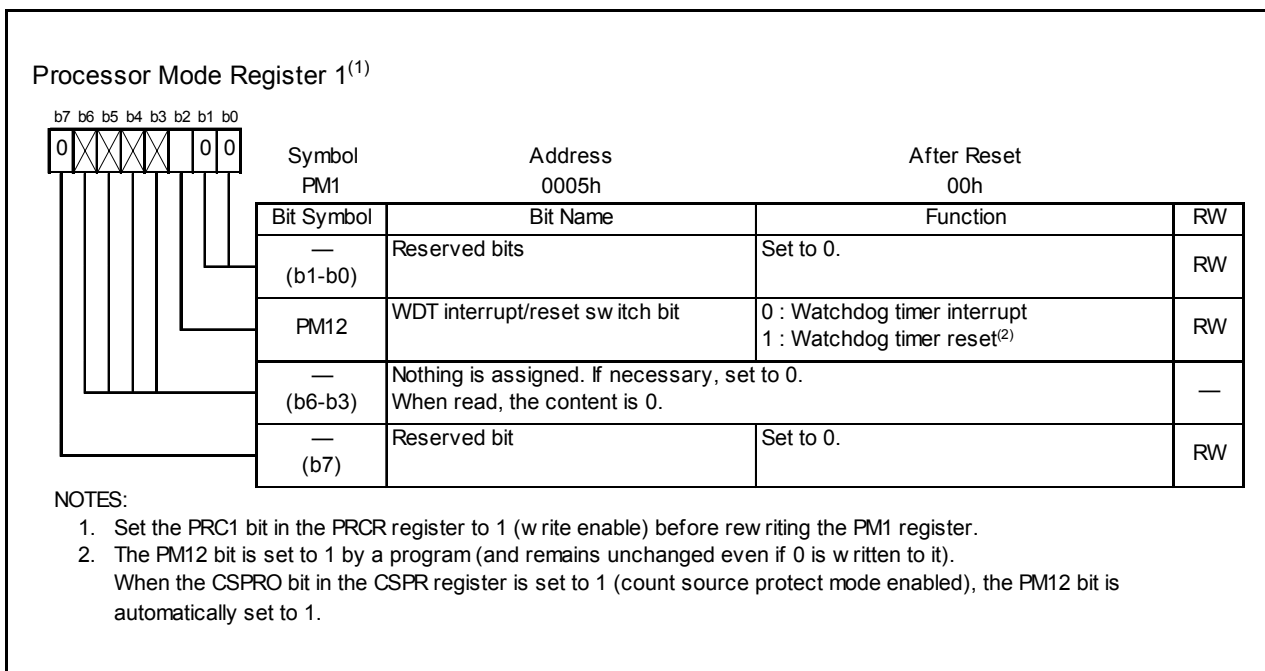 Processor Mode Register 1(1)
b7 b6 b5 b4 b3 b2 b1 b0
0 0 0
Symbol Address After Reset
PM1 0005h 00h
Bit Symbol Bit Name Function RW
— (b1-b0) Reserved bits Set to 0. RW
PM12 WDT interrupt/reset switch bit 0 : Watchdog timer interrupt RW
1 : Watchdog timer reset(2)
— (b6-b3) Nothing is assigned. If necessary, set to 0. —
When read, the content is 0.
— (b7) Reserved bit Set to 0. RW
NOTES:
1. Set the PRC1 bit in the PRCR register to 1 (write enable) before rewriting the PM1 register.
2. The PM12 bit is set to 1 by a program (and remains unchanged even if 0 is written to it).
When the CSPRO bit in the CSPR register is set to 1 (count source protect mode enabled), the PM12 bit is
automatically set to 1.